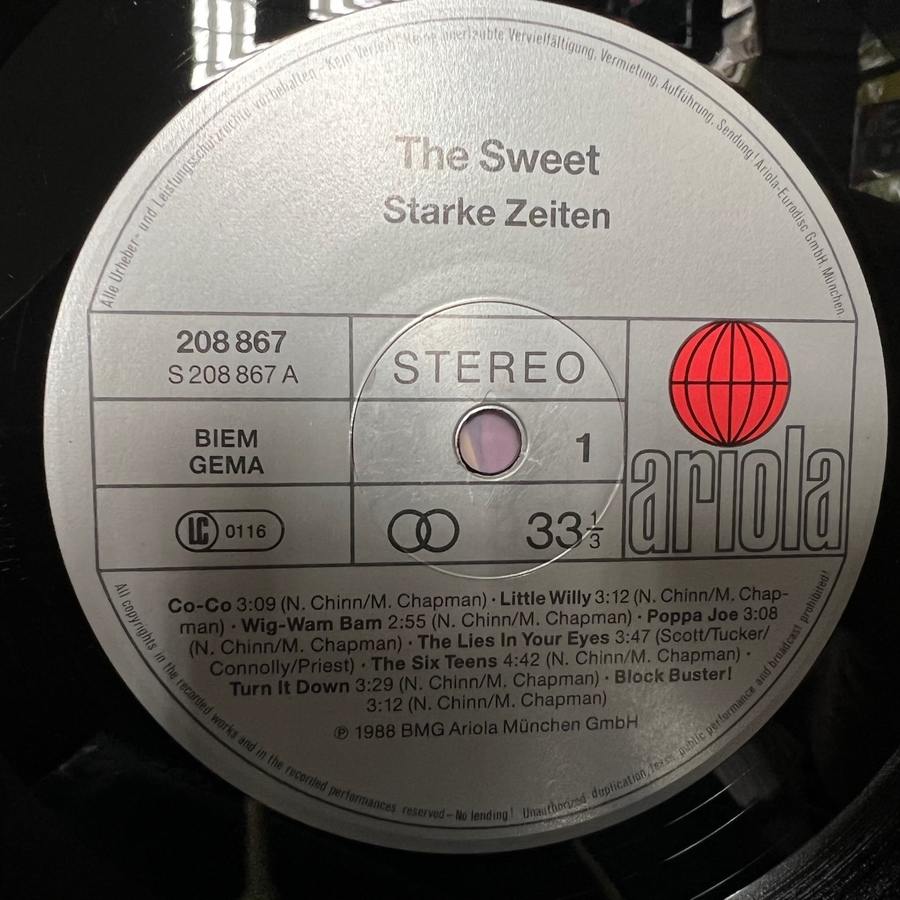 Alle Urheber- und Leistungsschutzrechte vorbehalten · Kein Verleih! Keine unerlaubte Vervielfältigung, Vermietung, Aufführung, Sendung! Ariola-Eurodisc GmbH, München.
The Sweet
Starke Zeiten
208 867
S 208 867 A
STEREO
BIEM
GEMA
1
LC 0116
33 1/3
ariola
Co-Co 3:09 (N. Chinn/M. Chapman) · Little Willy 3:12 (N. Chinn/M. Chap-
man) · Wig-Wam Bam 2:55 (N. Chinn/M. Chapman) · Poppa Joe 3:08
(N. Chinn/M. Chapman) · The Lies In Your Eyes 3:47 (Scott/Tucker/
Connolly/Priest) · The Six Teens 4:42 (N. Chinn/M. Chapman) ·
Turn It Down 3:29 (N. Chinn/M. Chapman) · Block Buster!
3:12 (N. Chinn/M. Chapman)
℗ 1988 BMG Ariola München GmbH
All copyrights in the recorded works and in the recorded performances reserved – No lending! Unauthorized duplication, lease, public performance and broadcast prohibited!